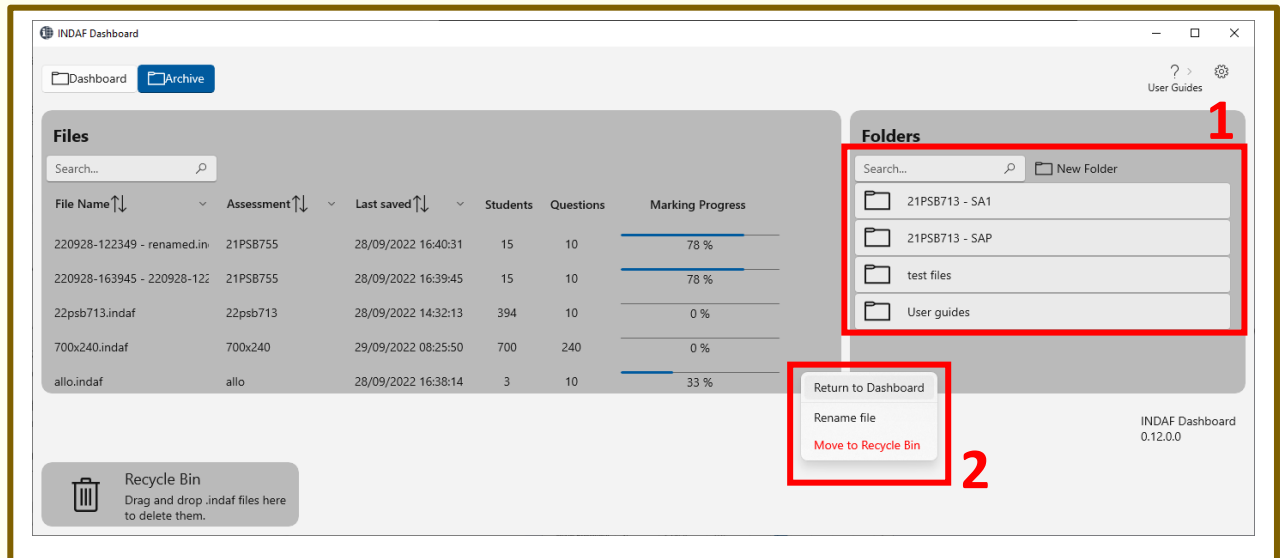 INDAF Dashboard
Dashboard Archive
? >
User Guides
1
Files
Search...
File Name Assessment Last saved Students Questions Marking Progress
220928-122349 - renamed.in 21PSB755 28/09/2022 16:40:31 15 10 78 %
220928-163945 - 220928-122 21PSB755 28/09/2022 16:39:45 15 10 78 %
22psb713.indaf 22psb713 28/09/2022 14:32:13 394 10 0 %
700x240.indaf 700x240 29/09/2022 08:25:50 700 240 0 %
allo.indaf allo 28/09/2022 16:38:14 3 10 33 %
Folders
Search... New Folder
21PSB713 - SA1
21PSB713 - SAP
test files
User guides
Return to Dashboard
Rename file
Move to Recycle Bin
2
INDAF Dashboard
0.12.0.0
Recycle Bin
Drag and drop .indaf files here
to delete them.